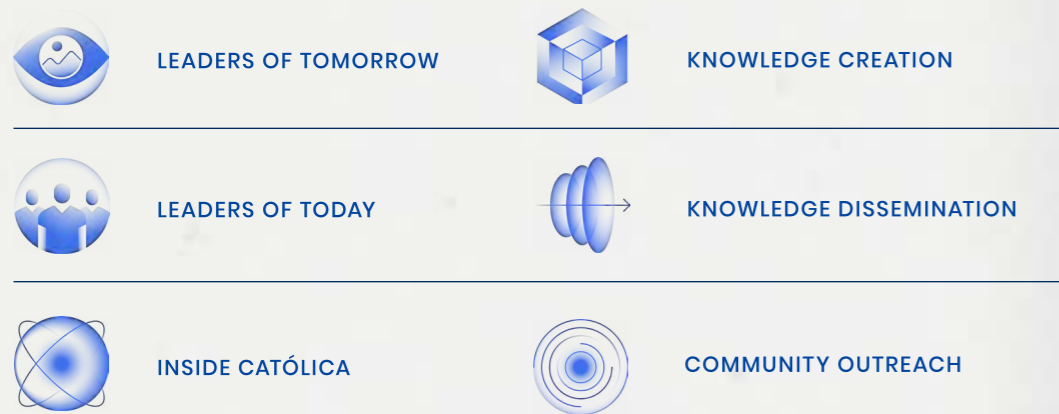 LEADERS OF TOMORROW
KNOWLEDGE CREATION
LEADERS OF TODAY
KNOWLEDGE DISSEMINATION
INSIDE CATÓLICA
COMMUNITY OUTREACH